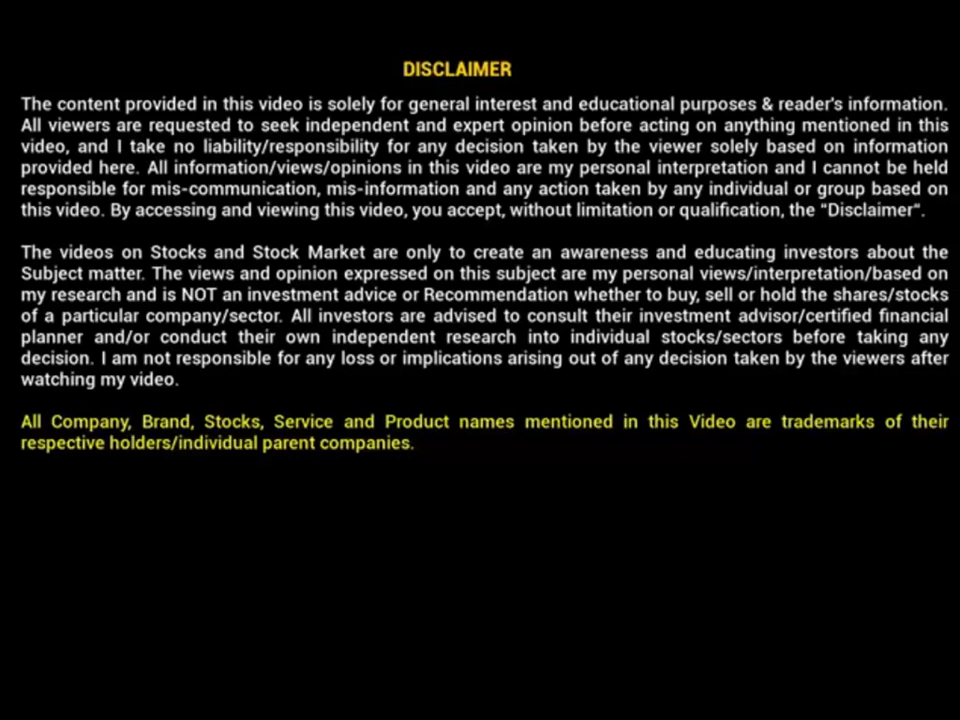 DISCLAIMER
The content provided in this video is solely for general interest and educational purposes & reader's information.
All viewers are requested to seek independent and expert opinion before acting on anything mentioned in this
video, and I take no liability/responsibility for any decision taken by the viewer solely based on information
provided here. All information/views/opinions in this video are my personal interpretation and I cannot be held
responsible for mis-communication, mis-information and any action taken by any individual or group based on
this video. By accessing and viewing this video, you accept, without limitation or qualification, the “Disclaimer“.
The videos on Stocks and Stock Market are only to create an awareness and educating investors about the
Subject matter. The views and opinion expressed on this subject are my personal views/interpretation/based on
my research and is NOT an investment advice or Recommendation whether to buy, sell or hold the shares/stocks
of a particular company/sector. All investors are advised to consult their investment advisor/certified financial
planner and/or conduct their own independent research into individual stocks/sectors before taking any
decision. I am not responsible for any loss or implications arising out of any decision taken by the viewers after
watching my video.
All Company, Brand, Stocks, Service and Product names mentioned in this Video are trademarks of their
respective holders/individual parent companies.